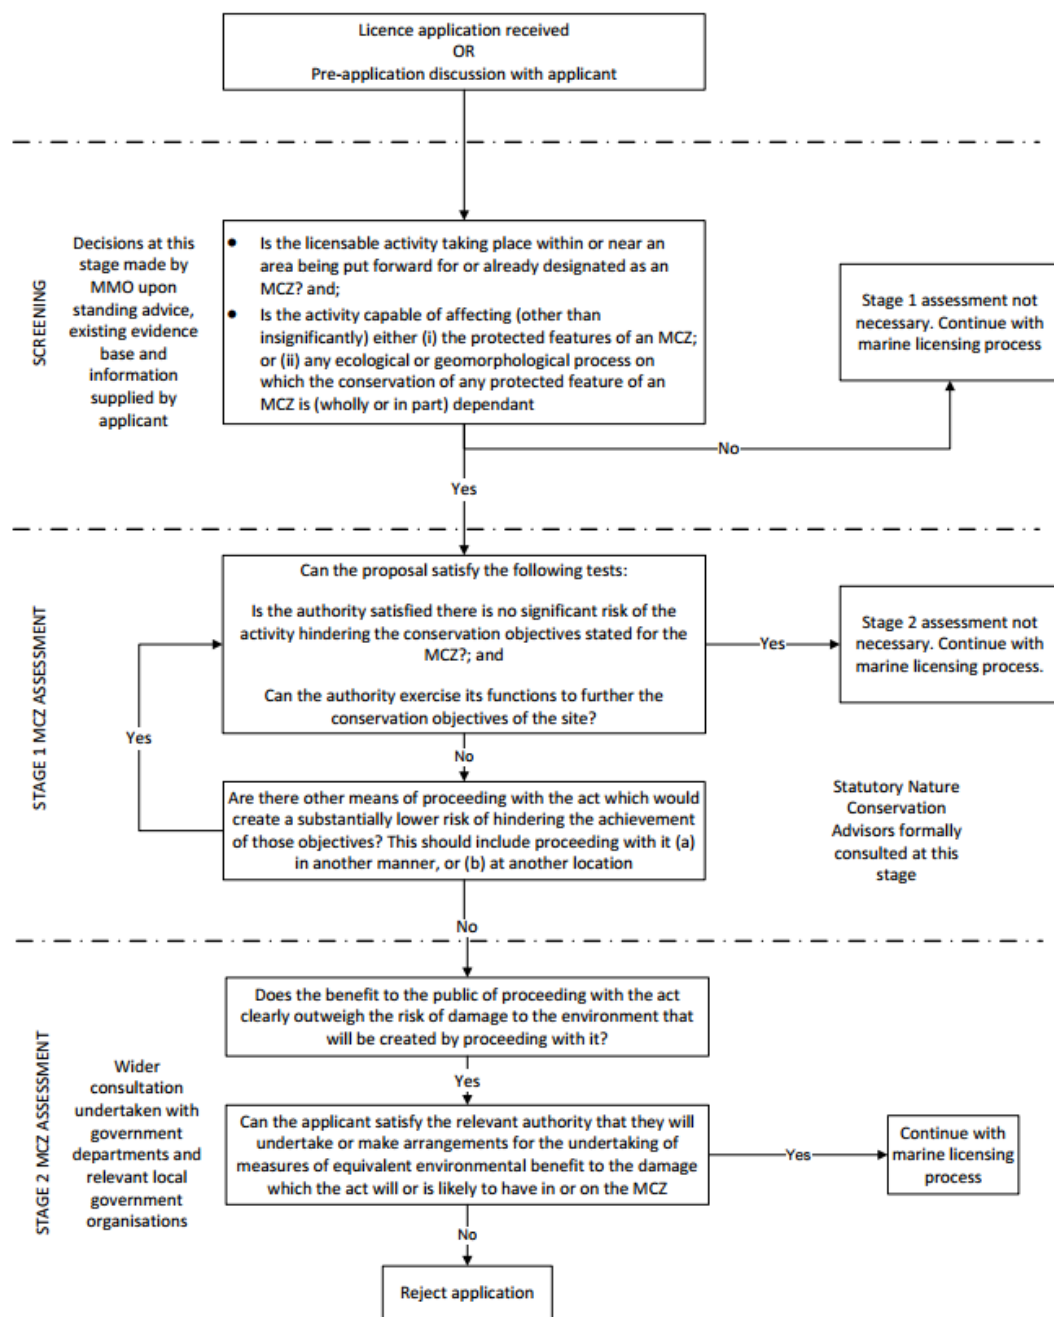 Licence application received
OR
Pre-application discussion with applicant
SCREENING
Decisions at this
stage made by
MMO upon
standing advice,
existing evidence
base and
information
supplied by
applicant
● Is the licensable activity taking place within or near an
area being put forward for or already designated as an
MCZ? and;
● Is the activity capable of affecting (other than
insignificantly) either (i) the protected features of an MCZ;
or (ii) any ecological or geomorphological process on
which the conservation of any protected feature of an
MCZ is (wholly or in part) dependant
Stage 1 assessment not
necessary. Continue with
marine licensing process
No
Yes
STAGE 1 MCZ ASSESSMENT
Can the proposal satisfy the following tests:
Is the authority satisfied there is no significant risk of the
activity hindering the conservation objectives stated for the
MCZ?; and
Can the authority exercise its functions to further the
conservation objectives of the site?
Yes
Stage 2 assessment not
necessary. Continue with
marine licensing process.
Yes
No
Are there other means of proceeding with the act which would
create a substantially lower risk of hindering the achievement
of those objectives? This should include proceeding with it (a)
in another manner, or (b) at another location
Statutory Nature
Conservation
Advisors formally
consulted at this
stage
No
STAGE 2 MCZ ASSESSMENT
Wider
consultation
undertaken with
government
departments and
relevant local
government
organisations
Does the benefit to the public of proceeding with the act
clearly outweigh the risk of damage to the environment that
will be created by proceeding with it?
Yes
Can the applicant satisfy the relevant authority that they will
undertake or make arrangements for the undertaking of
measures of equivalent environmental benefit to the damage
which the act will or is likely to have in or on the MCZ
Yes
Continue with
marine licensing
process
No
Reject application